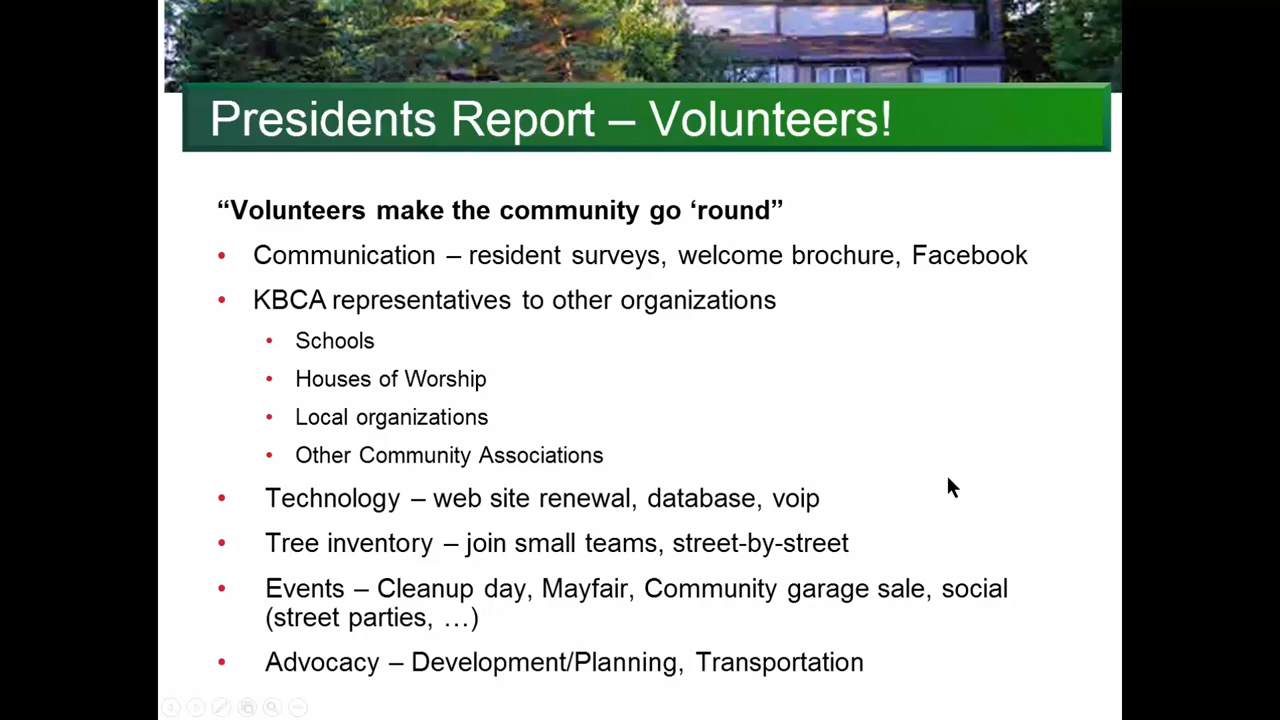 Presidents Report – Volunteers!
“Volunteers make the community go ‘round”
• Communication – resident surveys, welcome brochure, Facebook
• KBCA representatives to other organizations
• Schools
• Houses of Worship
• Local organizations
• Other Community Associations
• Technology – web site renewal, database, voip
• Tree inventory – join small teams, street-by-street
• Events – Cleanup day, Mayfair, Community garage sale, social
(street parties, …)
• Advocacy – Development/Planning, Transportation